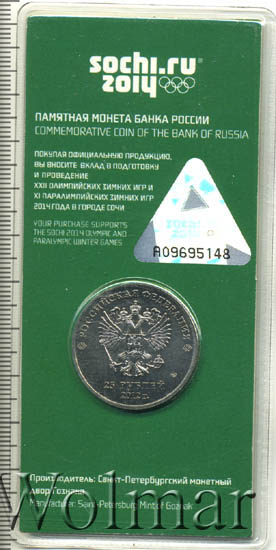 sochi.ru
2014
ПАМЯТНАЯ МОНЕТА БАНКА РОССИИ
COMMEMORATIVE COIN OF THE BANK OF RUSSIA
ПОКУПАЯ ОФИЦИАЛЬНУЮ ПРОДУКЦИЮ,
ВЫ ВНОСИТЕ ВКЛАД В ПОДГОТОВКУ
И ПРОВЕДЕНИЕ
XXII ОЛИМПИЙСКИХ ЗИМНИХ ИГР И
XI ПАРАЛИМПИЙСКИХ ЗИМНИХ ИГР
2014 ГОДА В ГОРОДЕ СОЧИ
YOUR PURCHASE SUPPORTS
THE SOCHI 2014 OLYMPIC AND
PARALYMPIC WINTER GAMES
sochi
A09695148
РОССИЙСКАЯ ФЕДЕРАЦИЯ
25 РУБЛЕЙ
2012 г.
Производитель: Санкт-Петербургский монетный
двор Гознака
Manufacturer: Saint-Petersburg Mint of Goznak
Wolmar